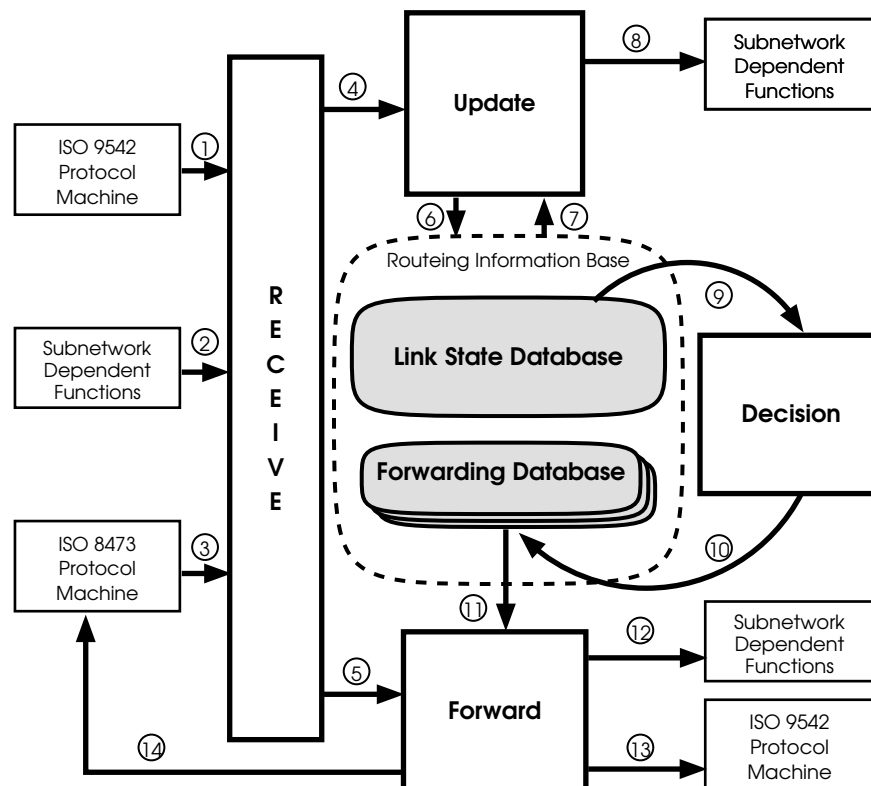 8
Subnetwork
Dependent
Functions
4
Update
ISO 9542
Protocol
Machine
1
6
7
Routeing Information Base
9
R
E
C
E
I
V
E
Subnetwork
Dependent
Functions
2
Link State Database
Decision
Forwarding Database
ISO 8473
Protocol
Machine
3
10
11
12
Subnetwork
Dependent
Functions
5
Forward
14
13
ISO 9542
Protocol
Machine